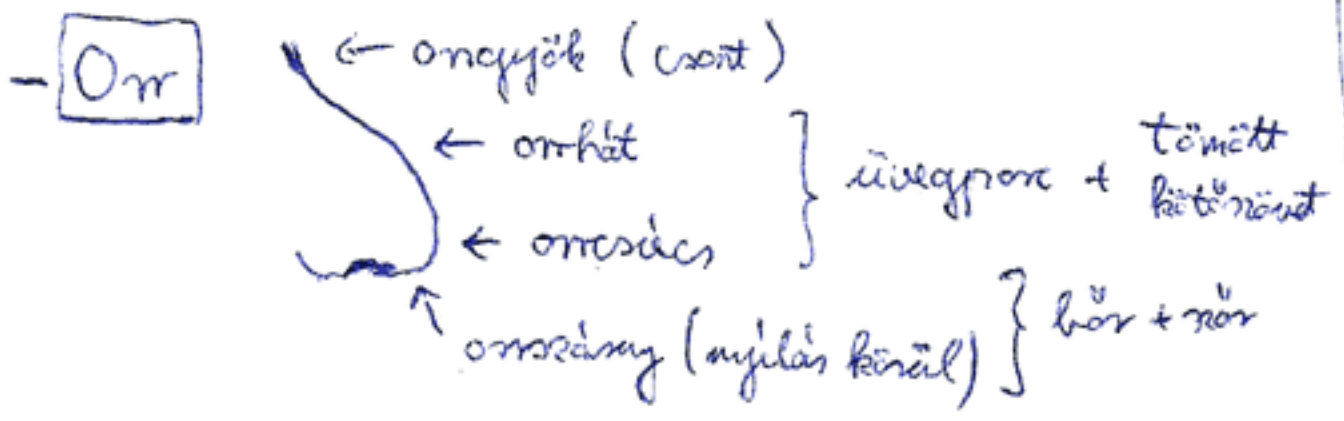 - Orr
← orrgyök (csont)
← orrhát
← orrcsúcs
} üvegporc + tömött
kötőszövet
orrszárny (nyílás körül) } bőr + szőr